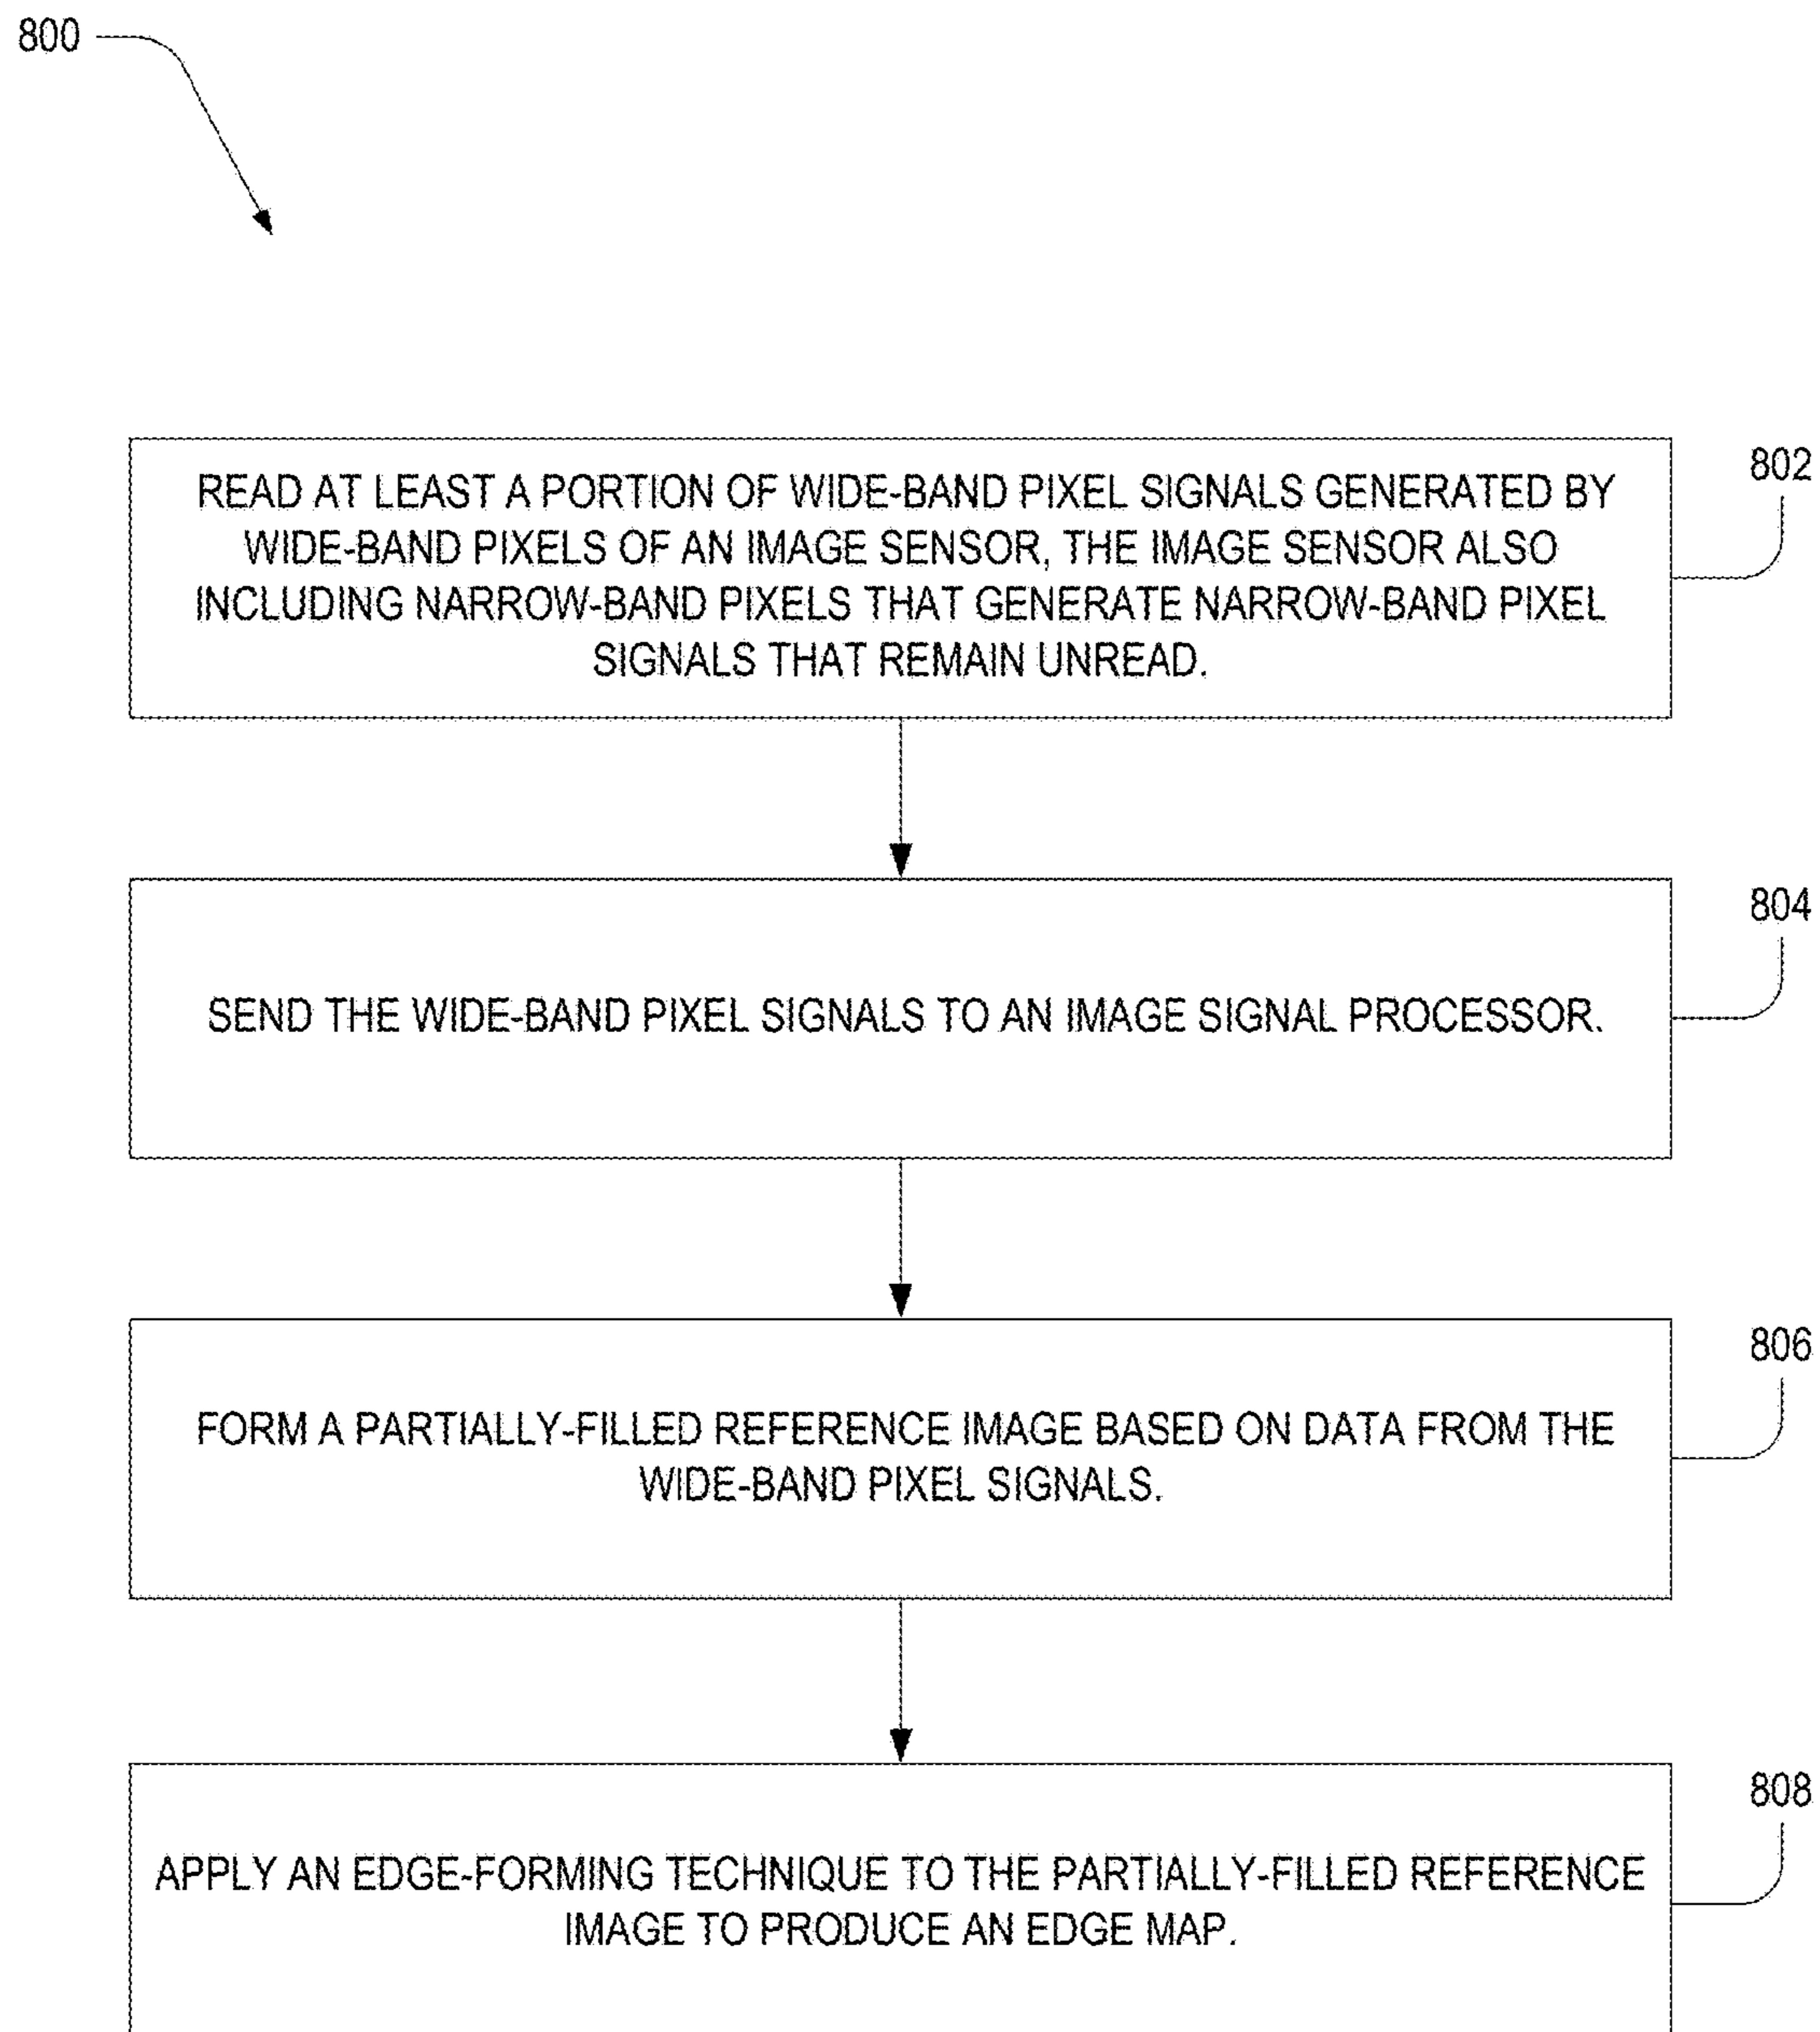 800
READ AT LEAST A PORTION OF WIDE-BAND PIXEL SIGNALS GENERATED BY
WIDE-BAND PIXELS OF AN IMAGE SENSOR, THE IMAGE SENSOR ALSO
INCLUDING NARROW-BAND PIXELS THAT GENERATE NARROW-BAND PIXEL
SIGNALS THAT REMAIN UNREAD.
802
SEND THE WIDE-BAND PIXEL SIGNALS TO AN IMAGE SIGNAL PROCESSOR.
804
FORM A PARTIALLY-FILLED REFERENCE IMAGE BASED ON DATA FROM THE
WIDE-BAND PIXEL SIGNALS.
806
APPLY AN EDGE-FORMING TECHNIQUE TO THE PARTIALLY-FILLED REFERENCE
IMAGE TO PRODUCE AN EDGE MAP.
808